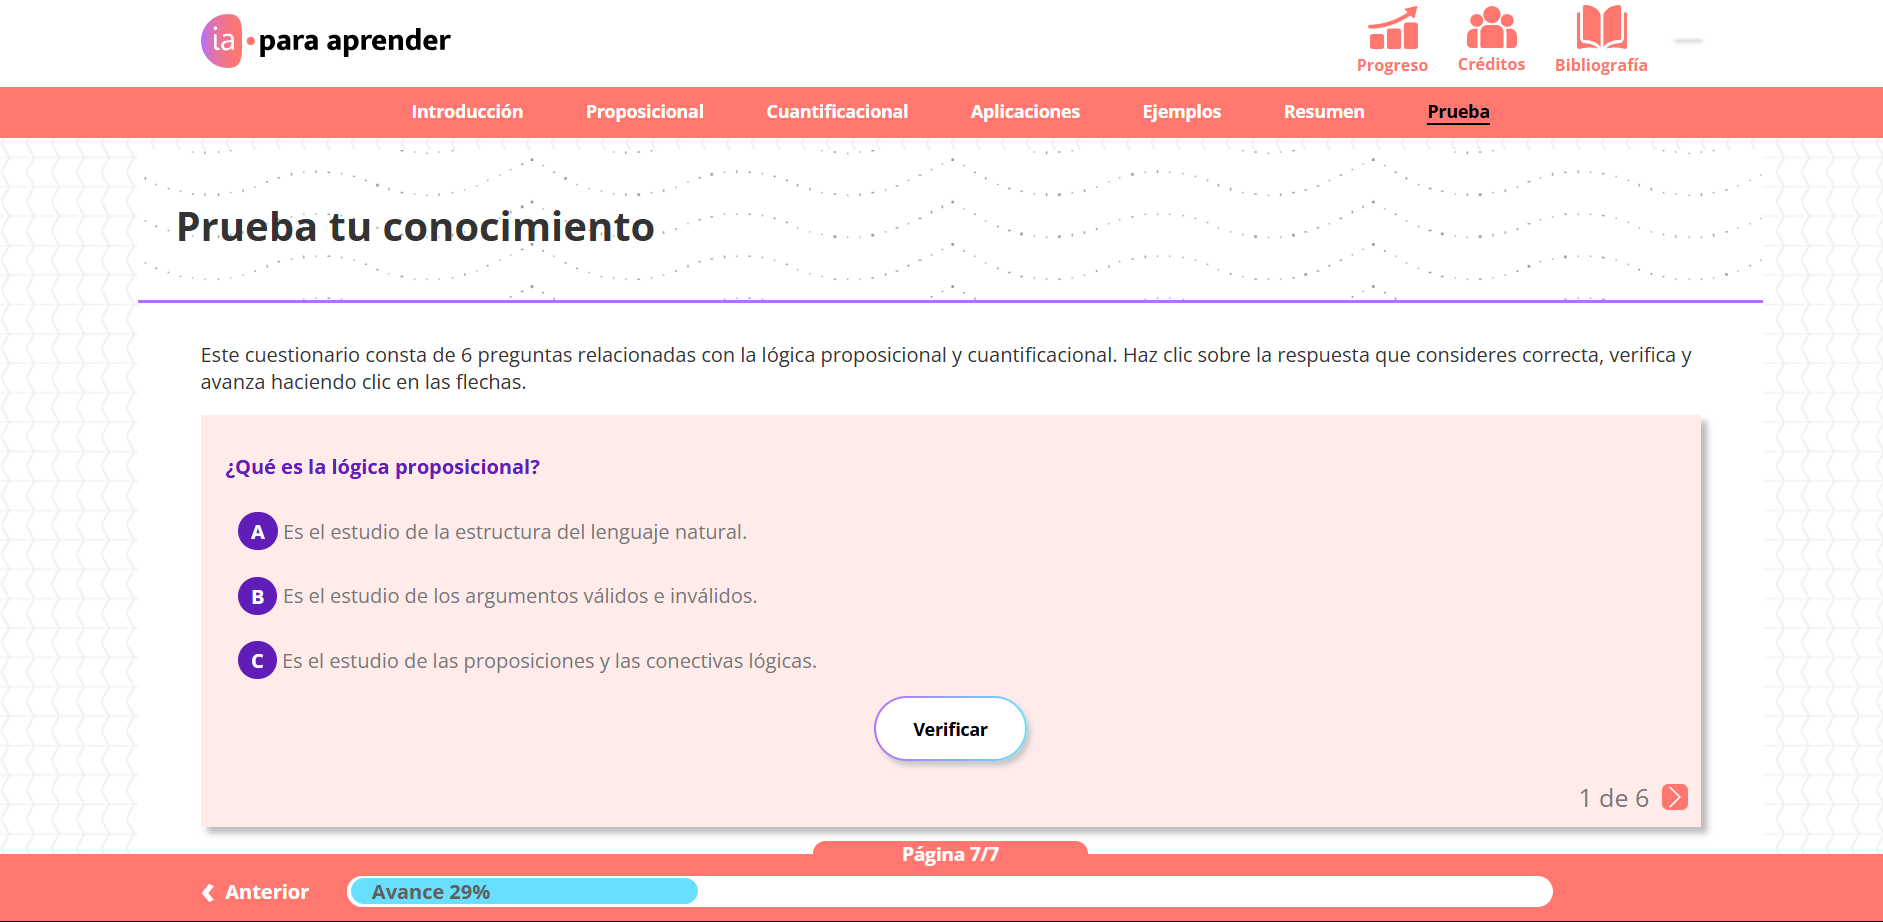 ia para aprender
Progreso
Créditos
Bibliografía
Introducción
Proposicional
Cuantificacional
Aplicaciones
Ejemplos
Resumen
Prueba
Prueba tu conocimiento
Este cuestionario consta de 6 preguntas relacionadas con la lógica proposicional y cuantificacional. Haz clic sobre la respuesta que consideres correcta, verifica y
avanza haciendo clic en las flechas.
¿Qué es la lógica proposicional?
A Es el estudio de la estructura del lenguaje natural.
B Es el estudio de los argumentos válidos e inválidos.
C Es el estudio de las proposiciones y las conectivas lógicas.
Verificar
1 de 6
Página 7/7
Anterior
Avance 29%